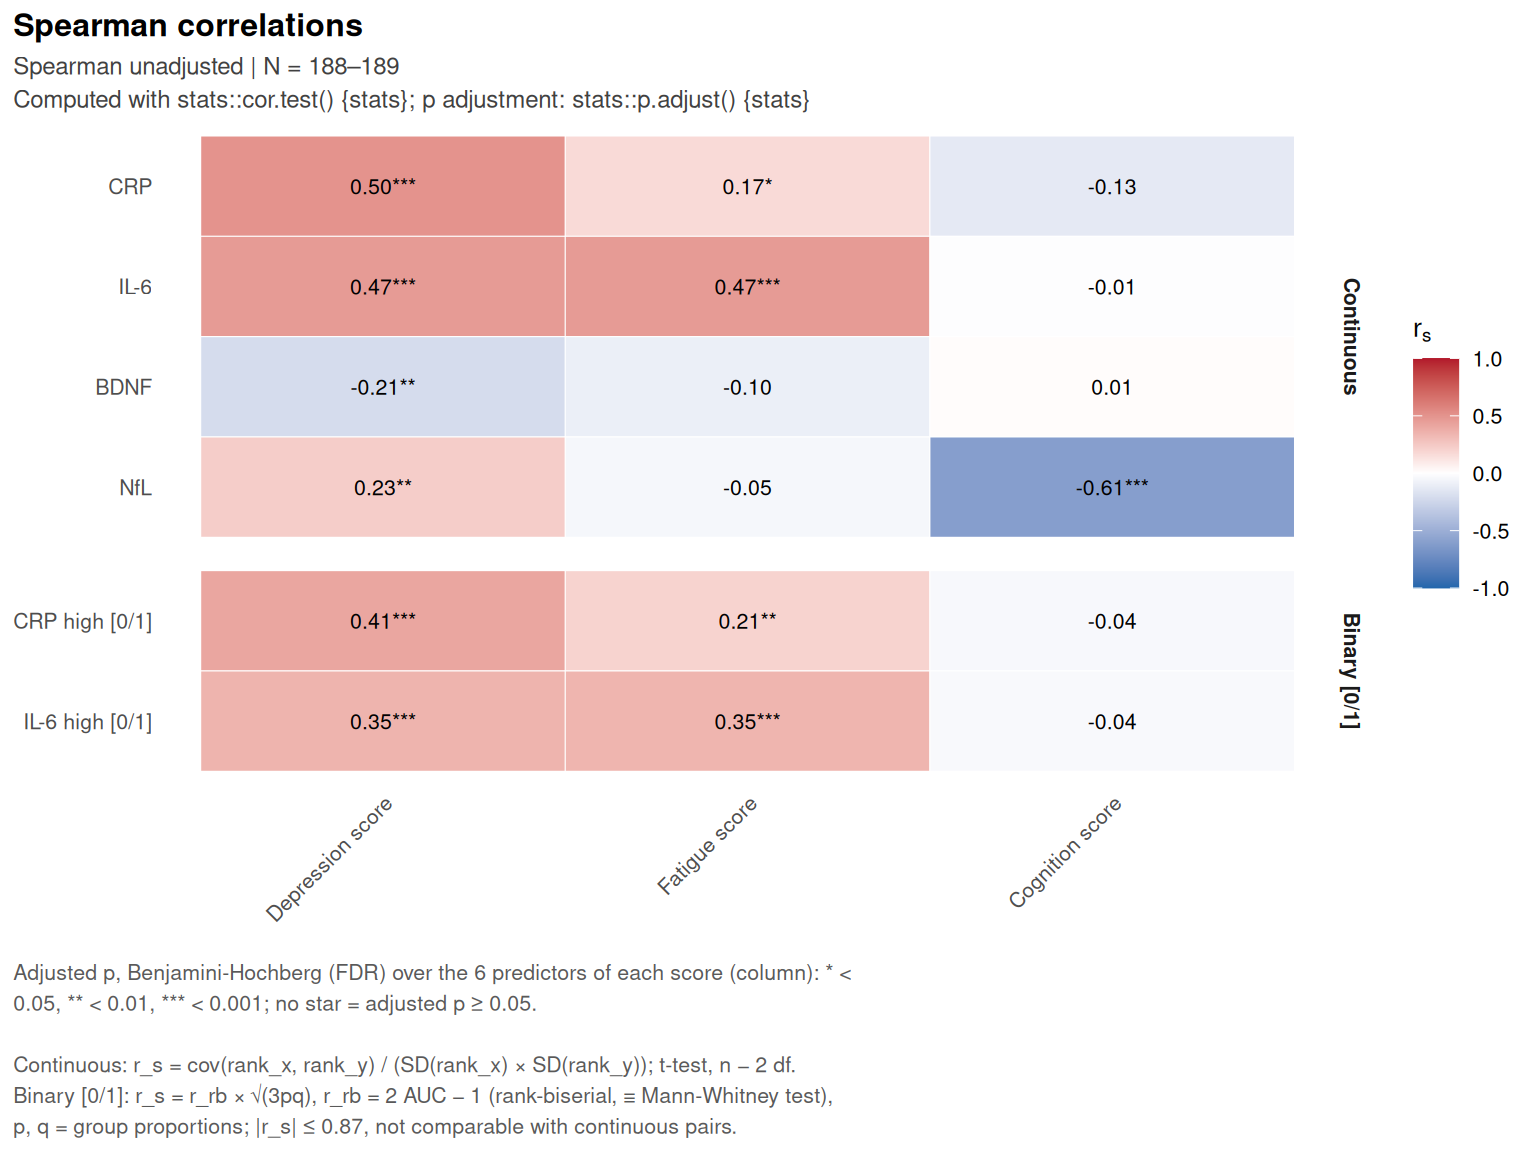 Spearman correlations
Spearman unadjusted | N = 188–189
Computed with stats::cor.test() {stats}; p adjustment: stats::p.adjust() {stats}
CRP
0.50***
0.17*
-0.13
IL-6
0.47***
0.47***
-0.01
BDNF
-0.21**
-0.10
0.01
NfL
0.23**
-0.05
-0.61***
Continuous
CRP high [0/1]
0.41***
0.21**
-0.04
IL-6 high [0/1]
0.35***
0.35***
-0.04
Binary [0/1]
rₛ
1.0
0.5
0.0
-0.5
-1.0
Depression score
Fatigue score
Cognition score
Adjusted p, Benjamini-Hochberg (FDR) over the 6 predictors of each score (column): * <
0.05, ** < 0.01, *** < 0.001; no star = adjusted p ≥ 0.05.
Continuous: r_s = cov(rank_x, rank_y) / (SD(rank_x) × SD(rank_y)); t-test, n − 2 df.
Binary [0/1]: r_s = r_rb × √(3pq), r_rb = 2 AUC − 1 (rank-biserial, ≡ Mann-Whitney test),
p, q = group proportions; |r_s| ≤ 0.87, not comparable with continuous pairs.